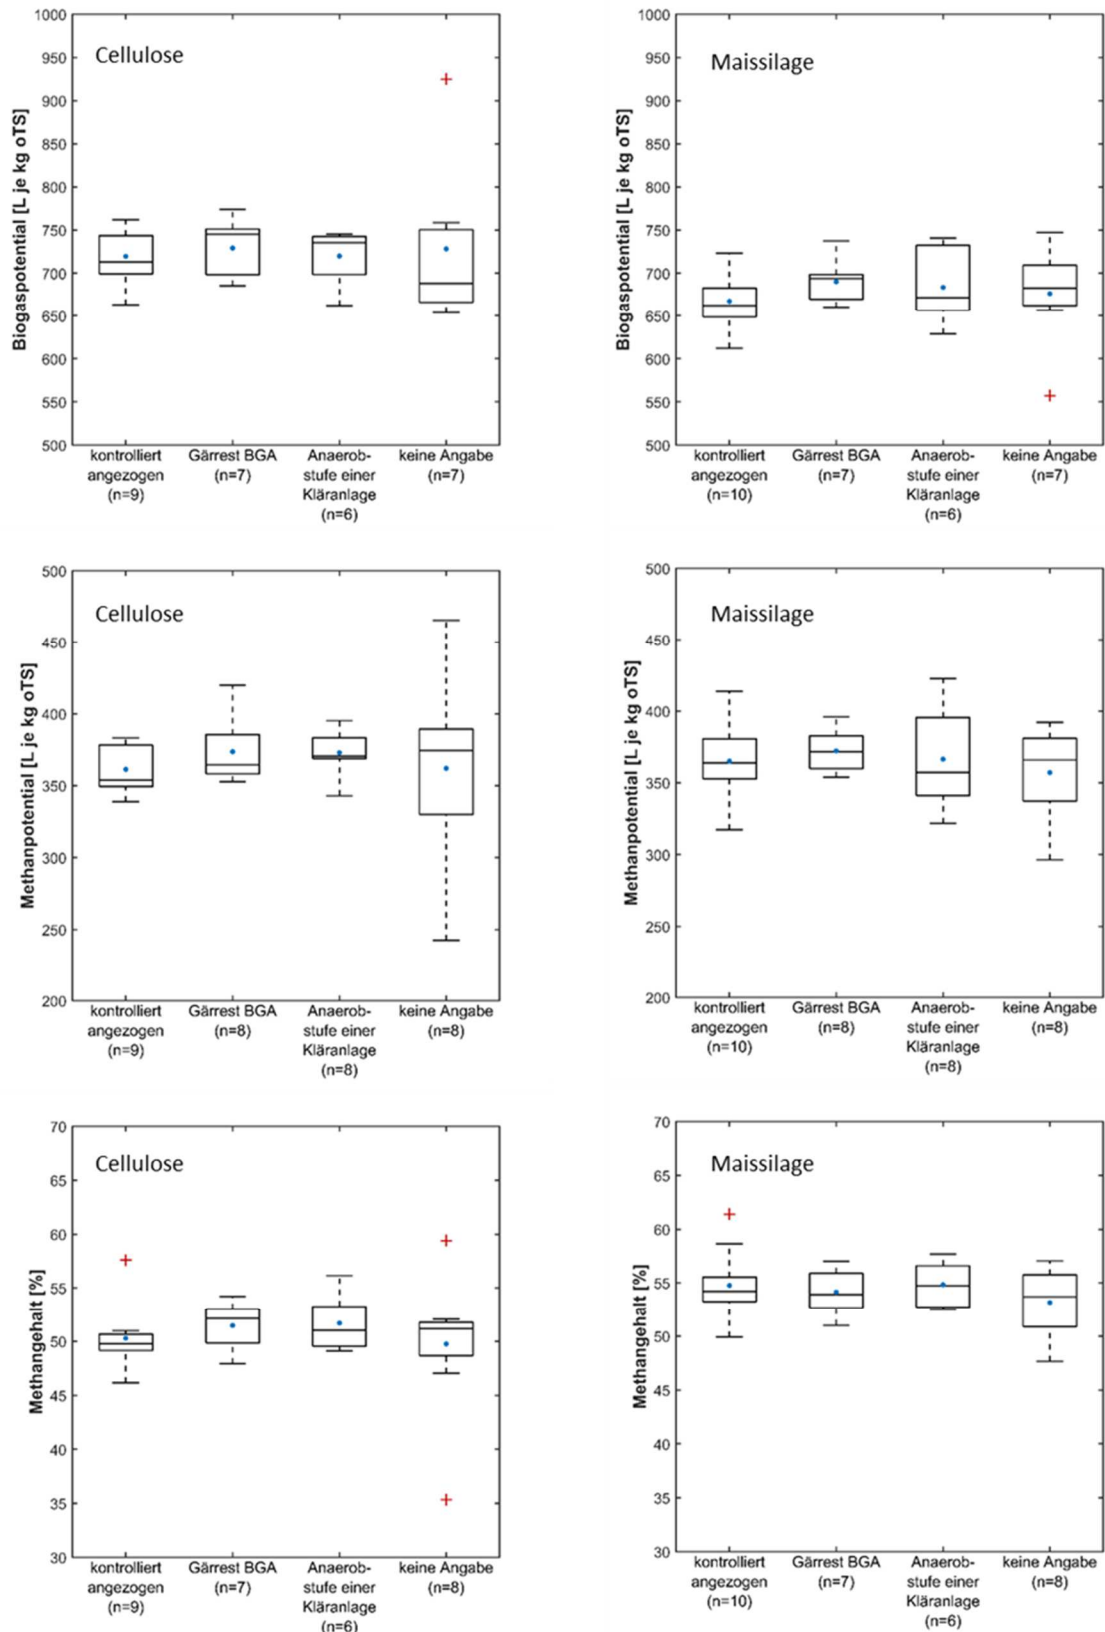 Cellulose
Biogaspotential [L je kg oTS]
1000
950
900
850
800
750
700
650
600
550
500
kontrolliert
angezogen
(n=9)
Gärrest BGA
(n=7)
Anaerob-
stufe einer
Kläranlage
(n=6)
keine Angabe
(n=7)
Maissilage
Biogaspotential [L je kg oTS]
1000
950
900
850
800
750
700
650
600
550
500
kontrolliert
angezogen
(n=10)
Gärrest BGA
(n=7)
Anaerob-
stufe einer
Kläranlage
(n=6)
keine Angabe
(n=7)
Cellulose
Methanpotential [L je kg oTS]
500
450
400
350
300
250
200
kontrolliert
angezogen
(n=9)
Gärrest BGA
(n=8)
Anaerob-
stufe einer
Kläranlage
(n=8)
keine Angabe
(n=8)
Maissilage
Methanpotential [L je kg oTS]
500
450
400
350
300
250
200
kontrolliert
angezogen
(n=10)
Gärrest BGA
(n=8)
Anaerob-
stufe einer
Kläranlage
(n=8)
keine Angabe
(n=8)
Cellulose
Methangehalt [%]
70
65
60
55
50
45
40
35
30
kontrolliert
angezogen
(n=9)
Gärrest BGA
(n=7)
Anaerob-
stufe einer
Kläranlage
(n=6)
keine Angabe
(n=8)
Maissilage
Methangehalt [%]
70
65
60
55
50
45
40
35
30
kontrolliert
angezogen
(n=10)
Gärrest BGA
(n=7)
Anaerob-
stufe einer
Kläranlage
(n=6)
keine Angabe
(n=8)